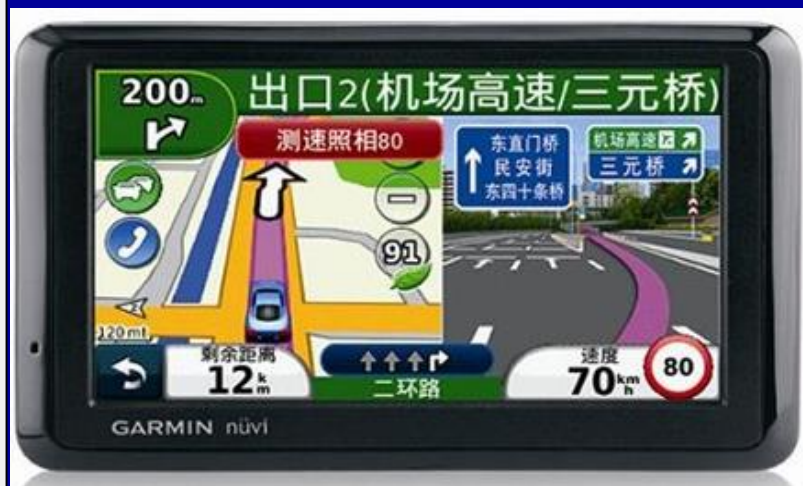 200m
出口2(机场高速/三元桥)
测速照相80
东直门桥
民安街
东四十条桥
机场高速
三元桥
91
120mt
剩余距离
12km
二环路
速度
70km/h
80
GARMIN nüvi